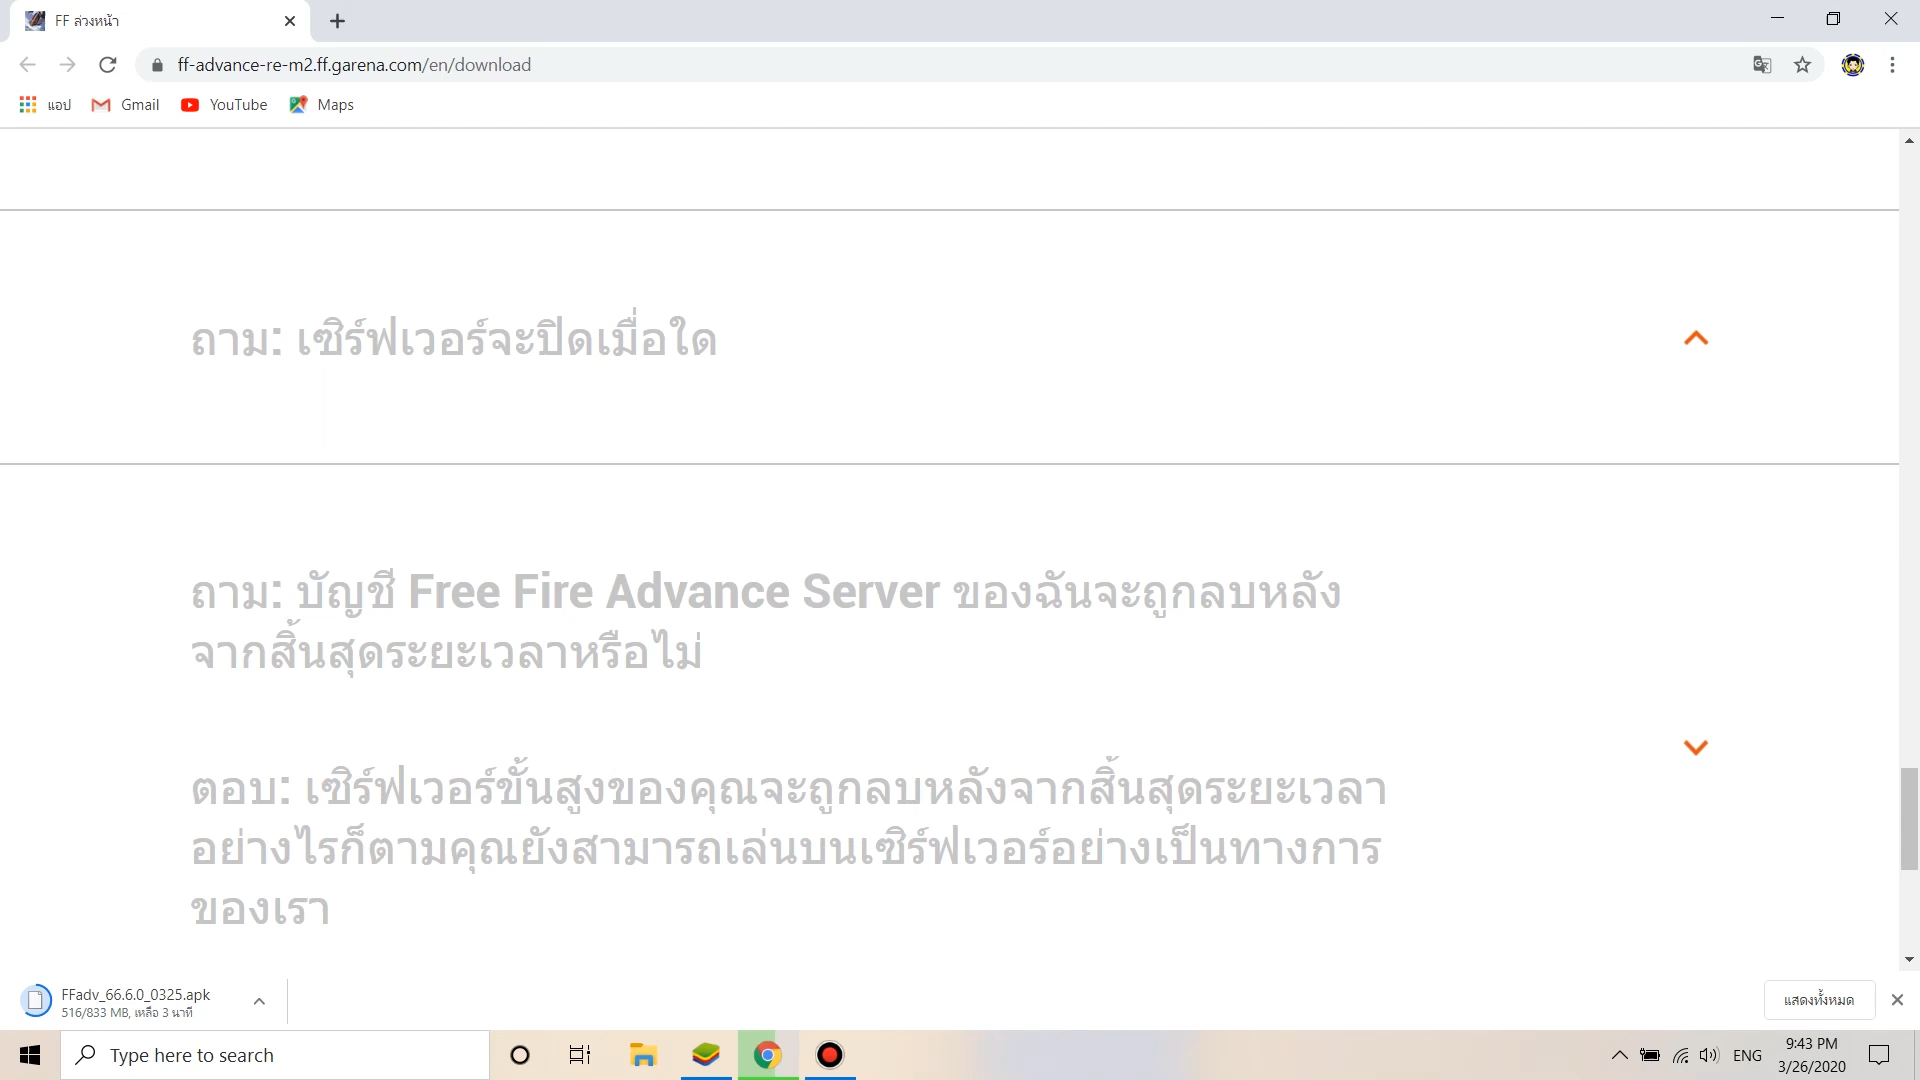 FF ล่วงหน้า
ff-advance-re-m2.ff.garena.com/en/download
แอป Gmail YouTube Maps
ถาม: เซิร์ฟเวอร์จะปิดเมื่อใด
ถาม: บัญชี Free Fire Advance Server ของฉันจะถูกลบหลัง
จากสิ้นสุดระยะเวลาหรือไม่
ตอบ: เซิร์ฟเวอร์ขั้นสูงของคุณจะถูกลบหลังจากสิ้นสุดระยะเวลา
อย่างไรก็ตามคุณยังสามารถเล่นบนเซิร์ฟเวอร์อย่างเป็นทางการ
ของเรา
FFadv_66.6.0_0325.apk
516/833 MB, เหลือ 3 นาที
แสดงทั้งหมด
Type here to search
ENG
9:43 PM
3/26/2020